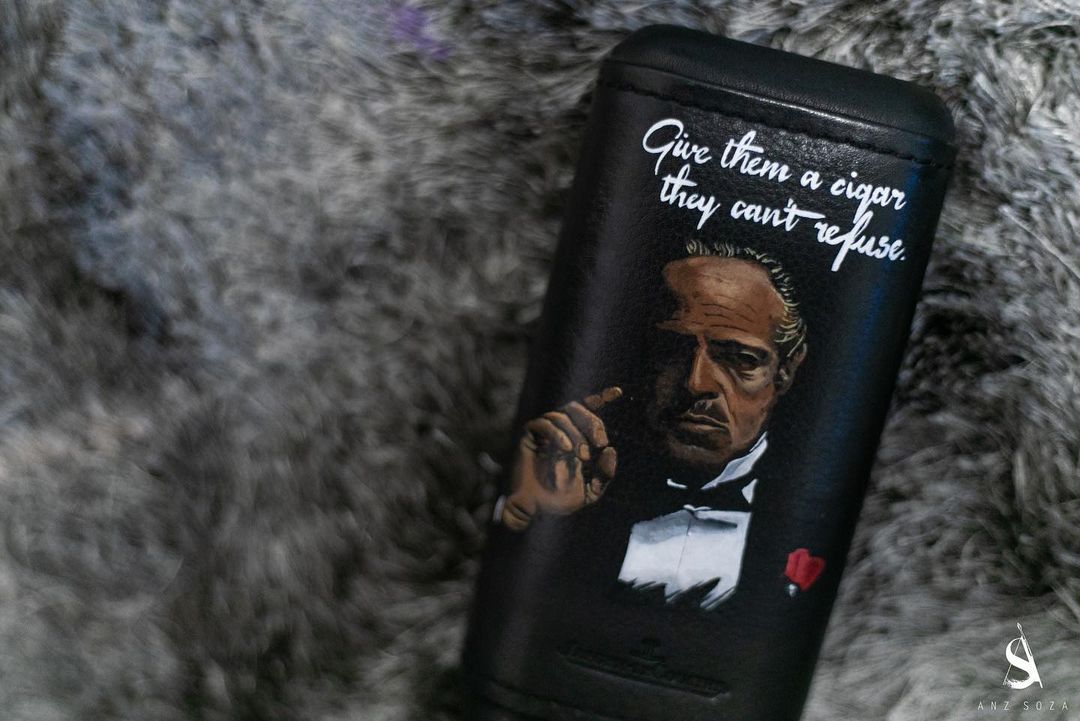 Give them a cigar
they can't refuse.
ANZ SOZA